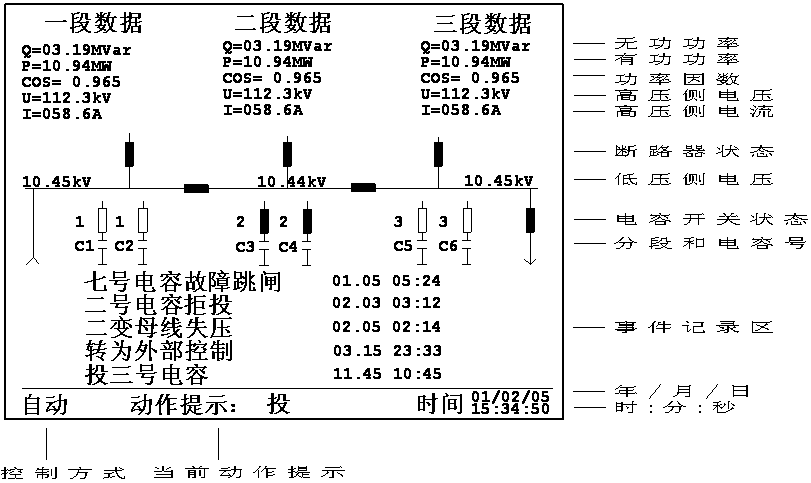 一段数据 二段数据 三段数据
Q=03.19MVar Q=03.19MVar Q=03.19MVar 无功功率
P=10.94MW P=10.94MW P=10.94MW 有功功率
COS= 0.965 COS= 0.965 COS= 0.965 功率因数
U=112.3kV U=112.3kV U=112.3kV 高压侧电压
I=058.6A I=058.6A I=058.6A 高压侧电流
断路器状态
10.45kV 10.44kV 10.45kV 低压侧电压
1 1 2 2 3 3 电容开关状态
C1 C2 C3 C4 C5 C6 分段和电容号
七号电容故障跳闸 01.05 05:24
二号电容拒投 02.03 03:12
二变母线失压 02.05 02:14 事件记录区
转为外部控制 03.15 23:33
投三号电容 11.45 10:45
自动 动作提示: 投 时间 01/02/05 年/月/日
15:34:50 时:分:秒
控制方式 当前动作提示